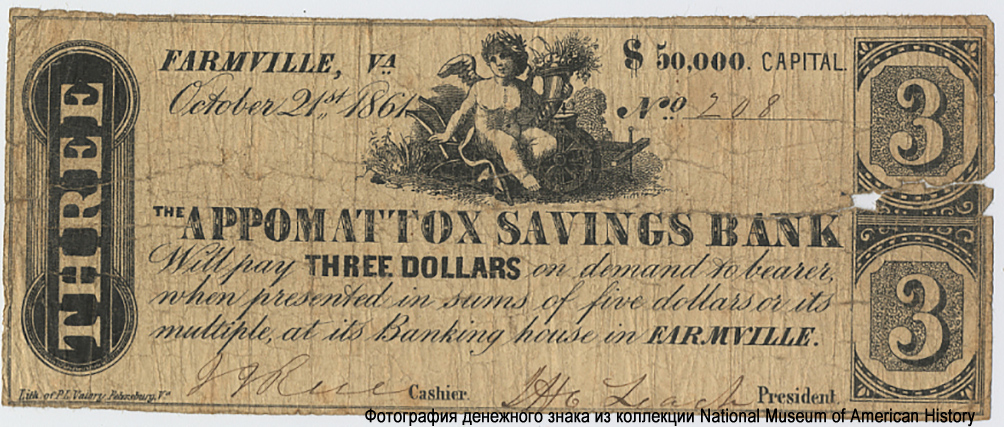 THREE
FARMVILLE, VA
$ 50,000. CAPITAL.
October 21st 1861
No 208
3
THE APPOMATTOX SAVINGS BANK
Will pay THREE DOLLARS on demand to bearer,
when presented in sums of five dollars or its
multiple, at its Banking house in FARMVILLE.
3
Cashier.
President.
Lith. of P.L. Valory, Petersburg, Va
Фотография денежного знака из коллекции National Museum of American History